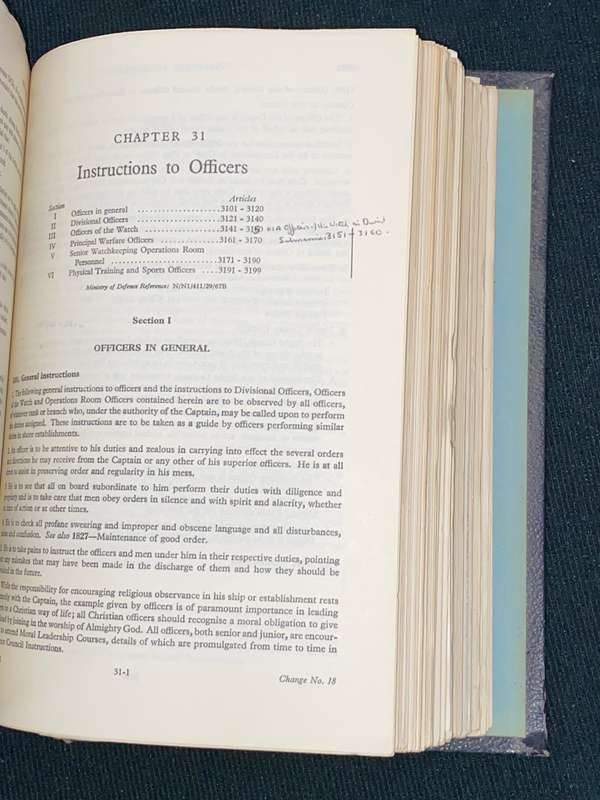 CHAPTER 31
Instructions to Officers
Section Articles
I Officers in general 3101 - 3120
II Divisional Officers 3121 - 3140
III Officers of the Watch 3141 - 3150
IV Principal Warfare Officers 3161 - 3170
V Senior Watchkeeping Operations Room
Personnel 3171 - 3190
VI Physical Training and Sports Officers 3191 - 3199
3151 - 3160.
Ministry of Defence Reference: N/N1/411/29/67B
Section I
OFFICERS IN GENERAL
General instructions
The following general instructions to officers and the instructions to Divisional Officers, Officers
the Watch and Operations Room Officers contained herein are to be observed by all officers,
whatever rank or branch who, under the authority of the Captain, may be called upon to perform
duties assigned. These instructions are to be taken as a guide by officers performing similar
duties in shore establishments.
officer is to be attentive to his duties and zealous in carrying into effect the several orders
directions he may receive from the Captain or any other of his superior officers. He is at all
to assist in preserving order and regularity in his mess.
He is to see that all on board subordinate to him perform their duties with diligence and
and is to take care that men obey orders in silence and with spirit and alacrity, whether
of action or at other times.
He is to check all profane swearing and improper and obscene language and all disturbances,
and confusion. See also 1827—Maintenance of good order.
He is to take pains to instruct the officers and men under him in their respective duties, pointing
any mistakes that may have been made in the discharge of them and how they should be
in the future.
While the responsibility for encouraging religious observance in his ship or establishment rests
with the Captain, the example given by officers is of paramount importance in leading
to a Christian way of life; all Christian officers should recognise a moral obligation to give
by joining in the worship of Almighty God. All officers, both senior and junior, are encour-
to attend Moral Leadership Courses, details of which are promulgated from time to time in
Council Instructions.
31-1
Change No. 18